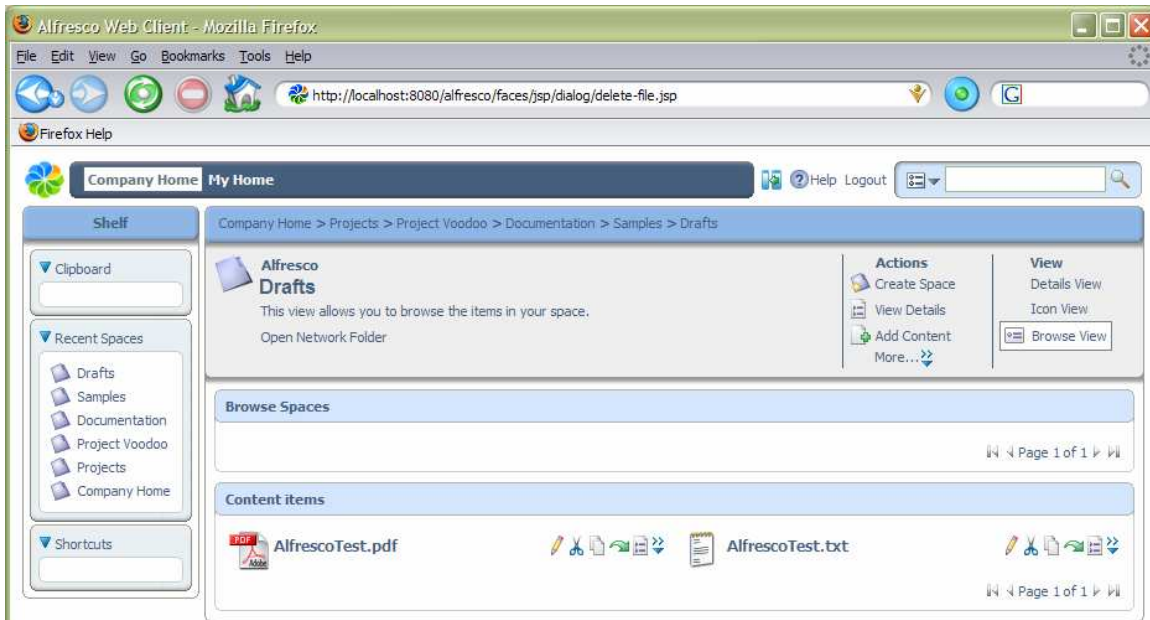 Alfresco Web Client - Mozilla Firefox
File Edit View Go Bookmarks Tools Help
http://localhost:8080/alfresco/faces/jsp/dialog/delete-file.jsp
G
Firefox Help
Company Home My Home
Help Logout
Shelf
Company Home > Projects > Project Voodoo > Documentation > Samples > Drafts
Clipboard
Recent Spaces
Drafts
Samples
Documentation
Project Voodoo
Projects
Company Home
Shortcuts
Alfresco
Drafts
This view allows you to browse the items in your space.
Open Network Folder
Actions
Create Space
View Details
Add Content
More...
View
Details View
Icon View
Browse View
Browse Spaces
Page 1 of 1
Content items
PDF Adobe AlfrescoTest.pdf AlfrescoTest.txt
Page 1 of 1